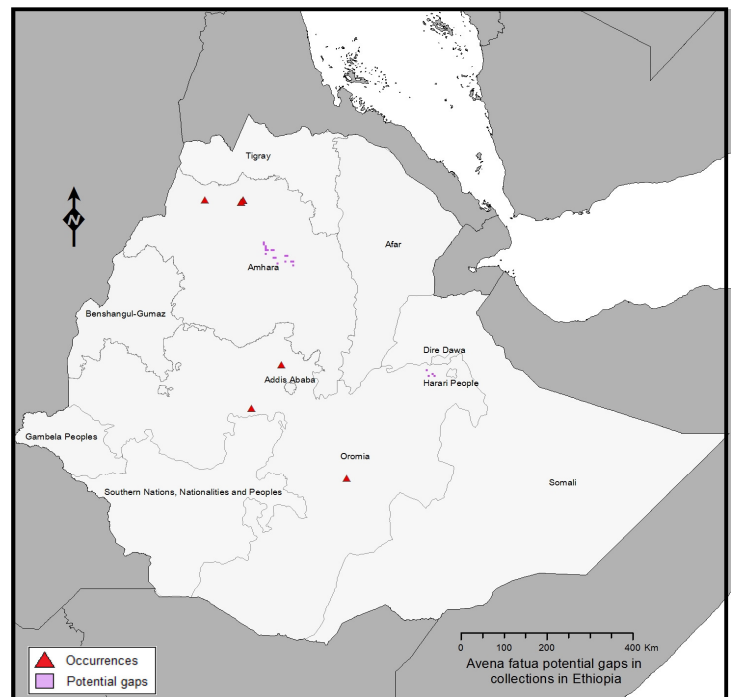 Tigray
N
Afar
Amhara
Benshangul-Gumaz
Dire Dawa
Addis Ababa
Harari People
Gambela Peoples
Oromia
Somali
Southern Nations, Nationalities and Peoples
0 100 200 400 Km
Avena fatua potential gaps in
collections in Ethiopia
Occurrences
Potential gaps